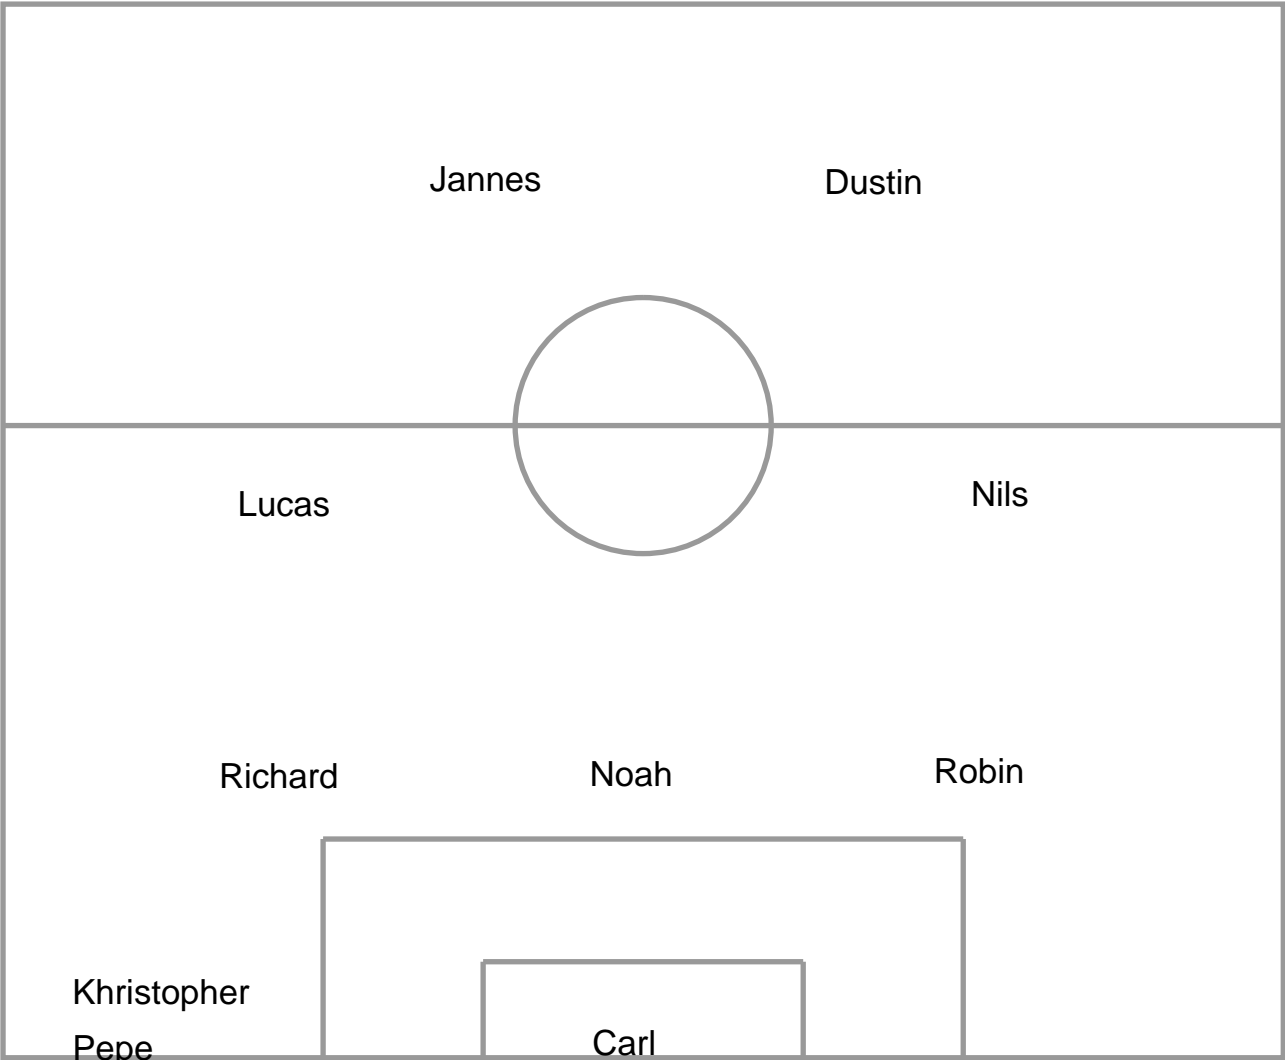 Jannes Dustin
Lucas Nils
Richard Noah Robin
Khristopher
Pepe Carl